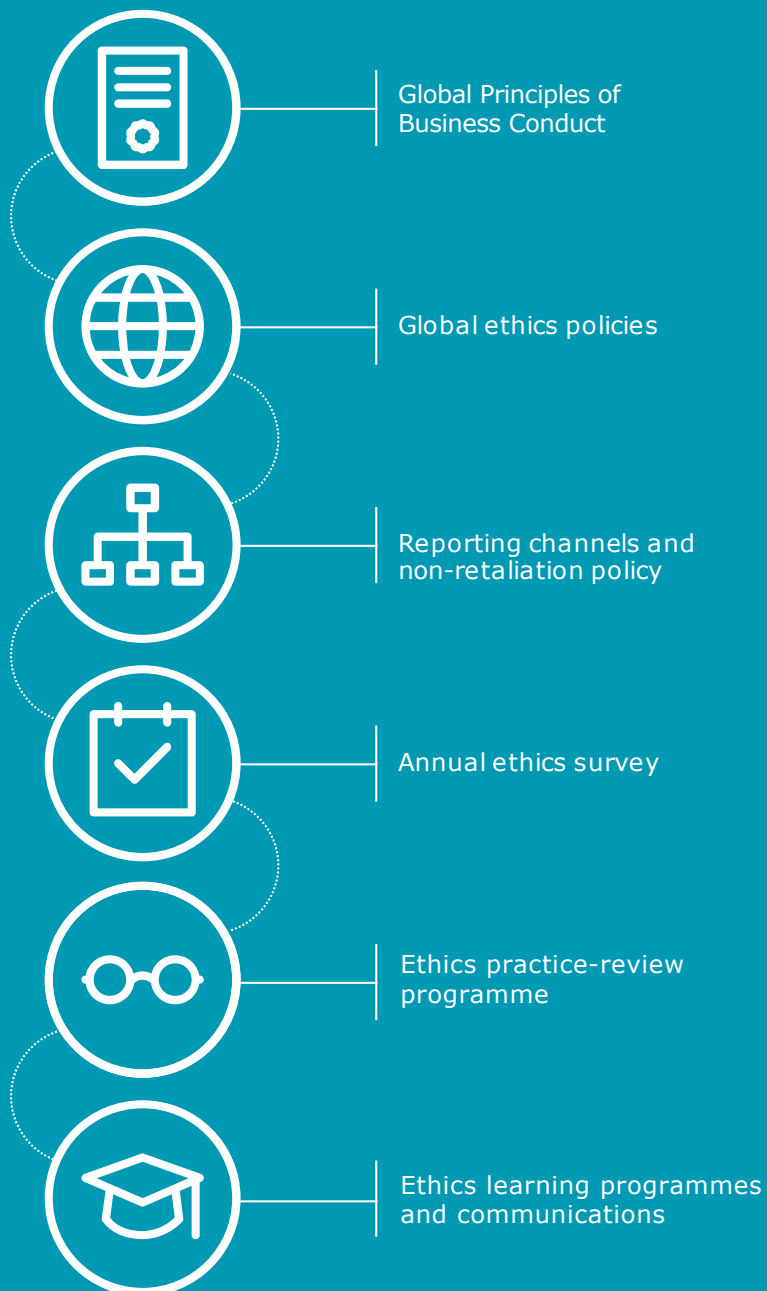 Global Principles of
Business Conduct
Global ethics policies
Reporting channels and
non-retaliation policy
Annual ethics survey
Ethics practice-review
programme
Ethics learning programmes
and communications